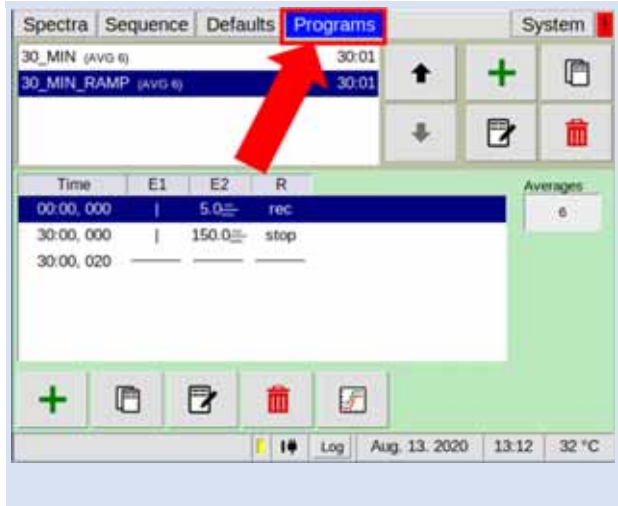 Spectra Sequence Defaults Programs System !
30_MIN (AVG 6) 30:01
30_MIN_RAMP (AVG 6) 30:01
Time E1 E2 R
00:00, 000 | 5.0 rec
30:00, 000 | 150.0 stop
30:00, 020
Averages
6
Log Aug. 13. 2020 13:12 32 °C